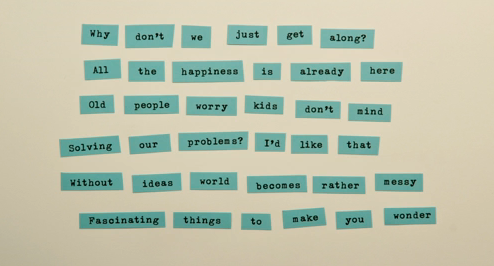 Why don't we just get along?
All the happiness is already here
Old people worry kids don't mind
Solving our problems? I'd like that
Without ideas world becomes rather messy
Fascinating things to make you wonder